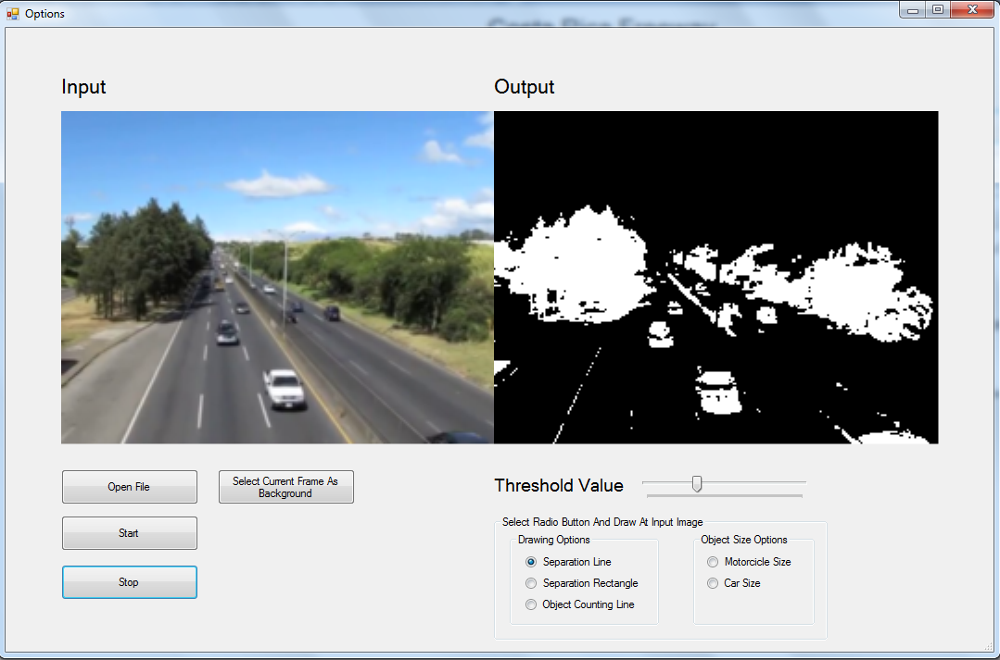 Options
Input
Output
Open File
Select Current Frame As
Background
Start
Stop
Threshold Value
Select Radio Button And Draw At Input Image
Drawing Options
Separation Line
Separation Rectangle
Object Counting Line
Object Size Options
Motorcicle Size
Car Size